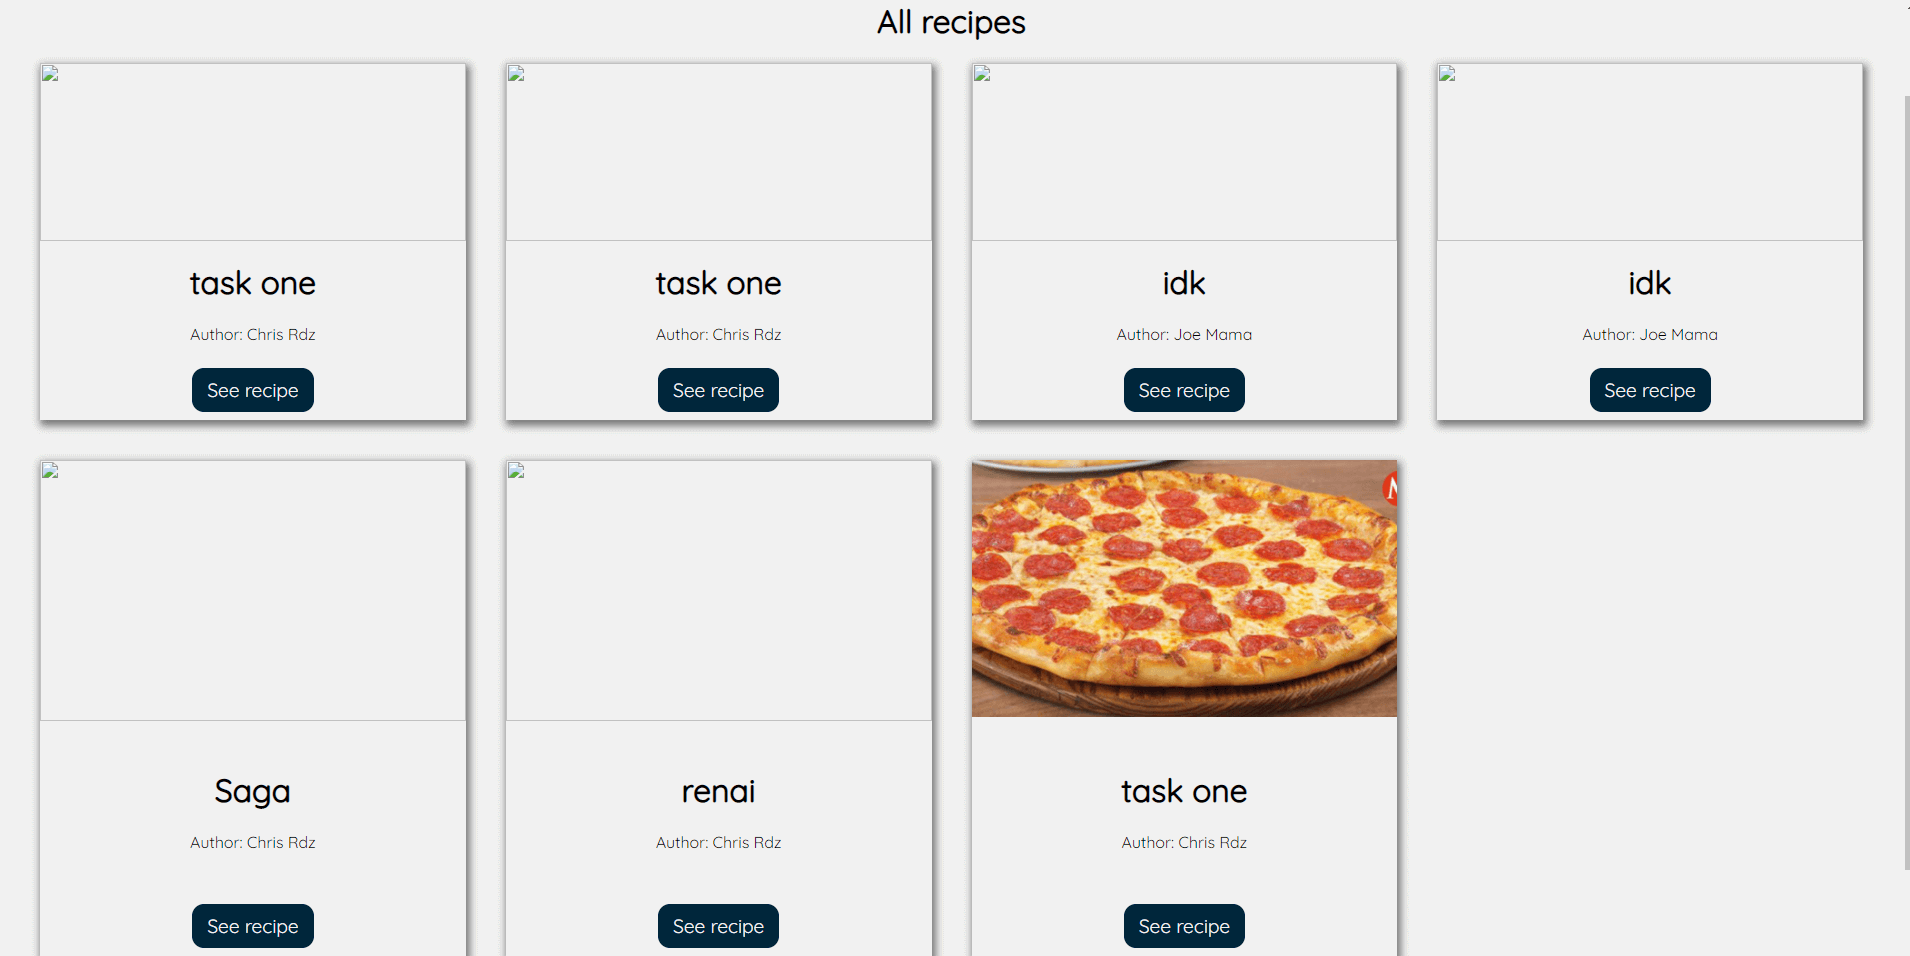 All recipes
task one
Author: Chris Rdz
See recipe
task one
Author: Chris Rdz
See recipe
idk
Author: Joe Mama
See recipe
idk
Author: Joe Mama
See recipe
Saga
Author: Chris Rdz
See recipe
renai
Author: Chris Rdz
See recipe
task one
Author: Chris Rdz
See recipe